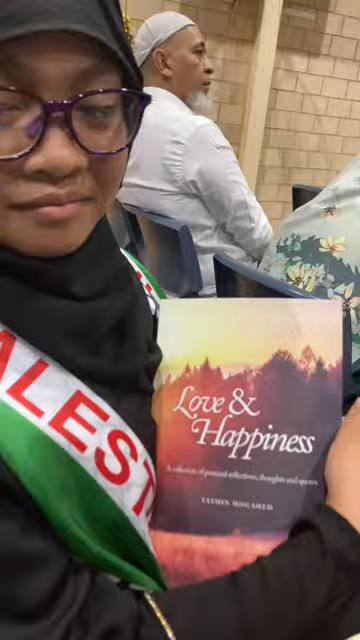 ALEST
Love &
Happiness
A collection of personal reflections, thoughts and quotes
YASMIN MOGAHED